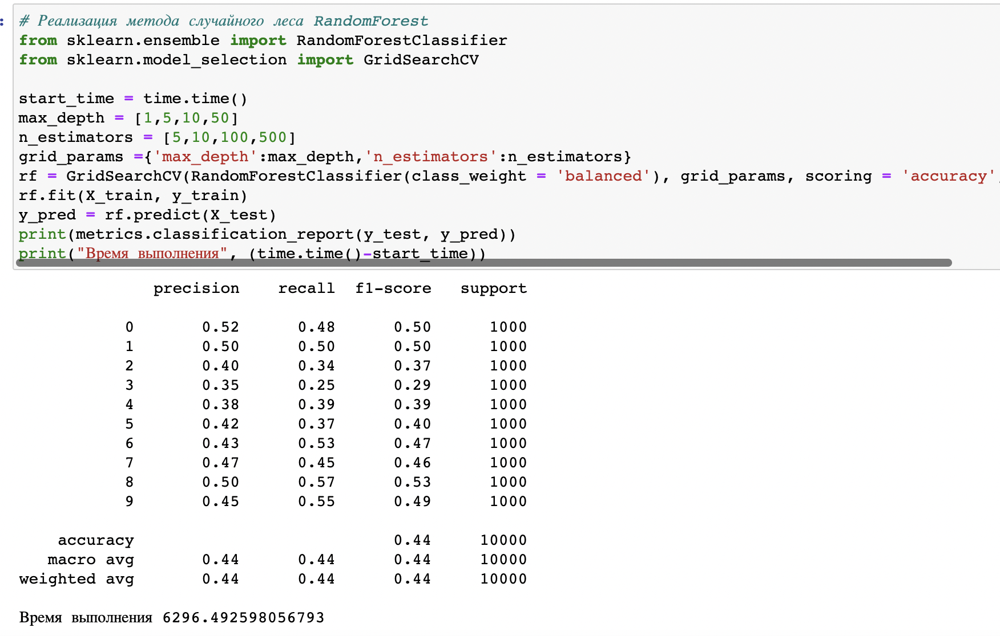 :
# Реализация метода случайного леса RandomForest
from sklearn.ensemble import RandomForestClassifier
from sklearn.model_selection import GridSearchCV
start_time = time.time()
max_depth = [1,5,10,50]
n_estimators = [5,10,100,500]
grid_params ={'max_depth':max_depth,'n_estimators':n_estimators}
rf = GridSearchCV(RandomForestClassifier(class_weight = 'balanced'), grid_params, scoring = 'accuracy',
rf.fit(X_train, y_train)
y_pred = rf.predict(X_test)
print(metrics.classification_report(y_test, y_pred))
print("Время выполнения", (time.time()-start_time))
precision recall f1-score support
0 0.52 0.48 0.50 1000
1 0.50 0.50 0.50 1000
2 0.40 0.34 0.37 1000
3 0.35 0.25 0.29 1000
4 0.38 0.39 0.39 1000
5 0.42 0.37 0.40 1000
6 0.43 0.53 0.47 1000
7 0.47 0.45 0.46 1000
8 0.50 0.57 0.53 1000
9 0.45 0.55 0.49 1000
accuracy 0.44 10000
macro avg 0.44 0.44 0.44 10000
weighted avg 0.44 0.44 0.44 10000
Время выполнения 6296.492598056793